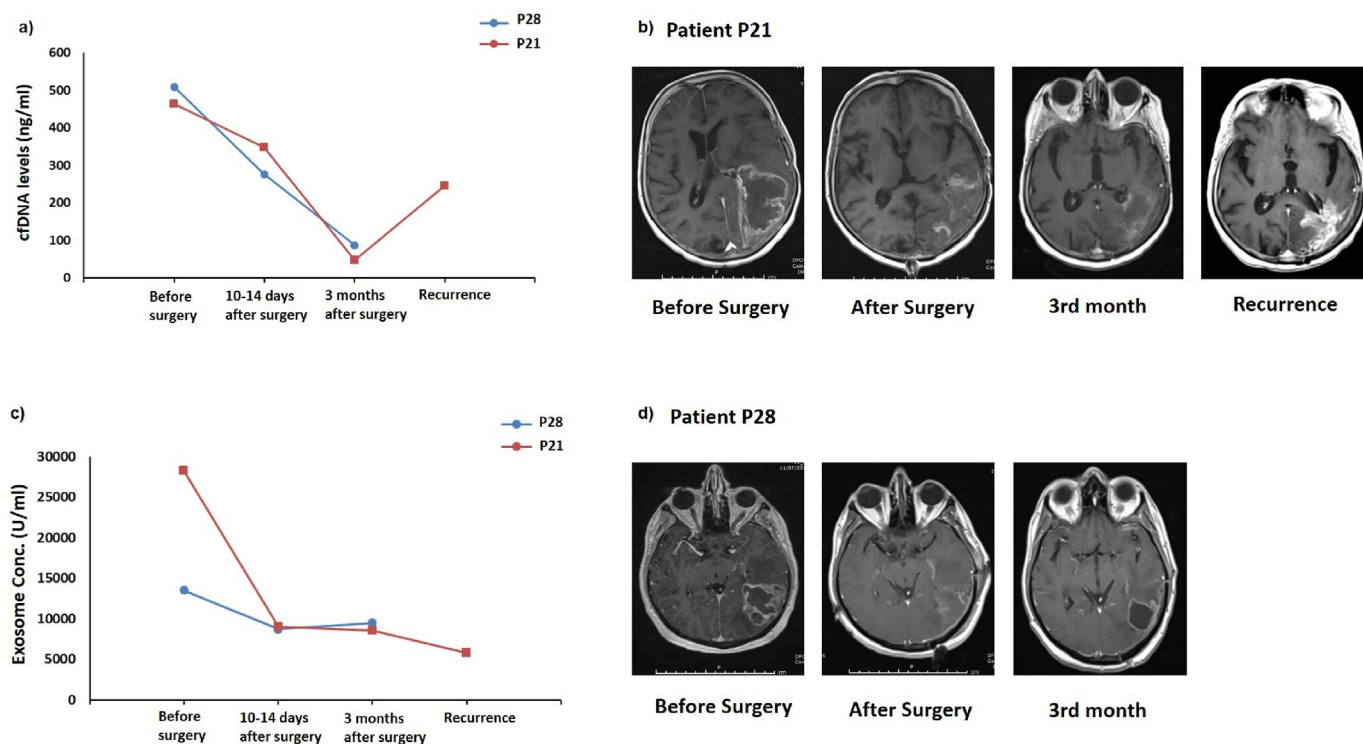 a)
P28
P21
cfDNA levels (ng/ml)
600
500
400
300
200
100
0
Before
surgery
10-14 days
after surgery
3 months
after surgery
Recurrence
b) Patient P21
Before Surgery
After Surgery
3rd month
Recurrence
c)
P28
P21
Exosome Conc. (U/ml)
30000
25000
20000
15000
10000
5000
0
Before
surgery
10-14 days
after surgery
3 months
after surgery
Recurrence
d) Patient P28
Before Surgery
After Surgery
3rd month